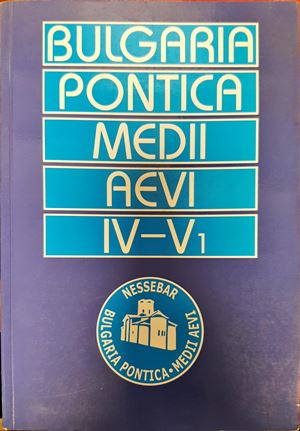 BULGARIA
PONTICA
MEDII
AEVI
IV–V1
NESSEBAR
BULGARIA PONTICA • MEDII AEVI